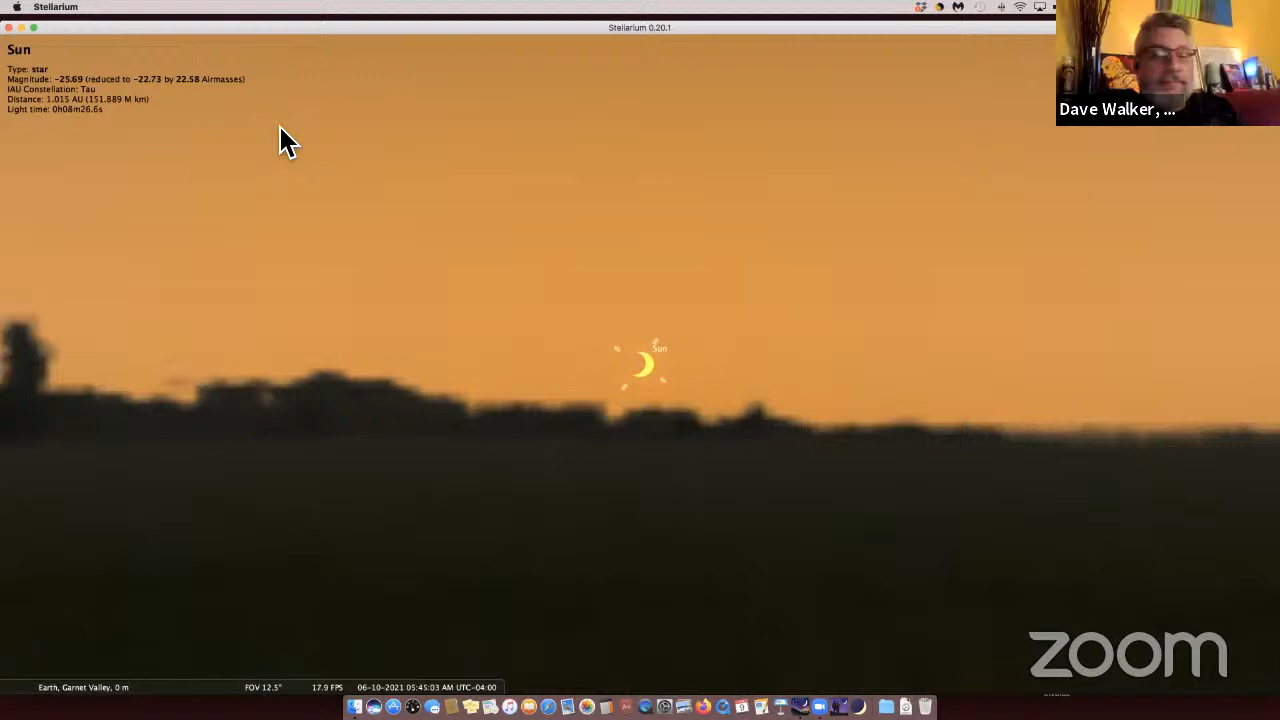 Stellarium
Stellarium 0.20.1
Sun
Type: star
Magnitude: -25.69 (reduced to -22.73 by 22.58 Airmasses)
IAU Constellation: Tau
Distance: 1.015 AU (151.889 M km)
Light time: 0h08m26.6s
Dave Walker, ...
Sun
zoom
Earth, Garnet Valley, 0 m
FOV 12.5°
17.9 FPS
06-10-2021 05:45:03 AM UTC-04:00